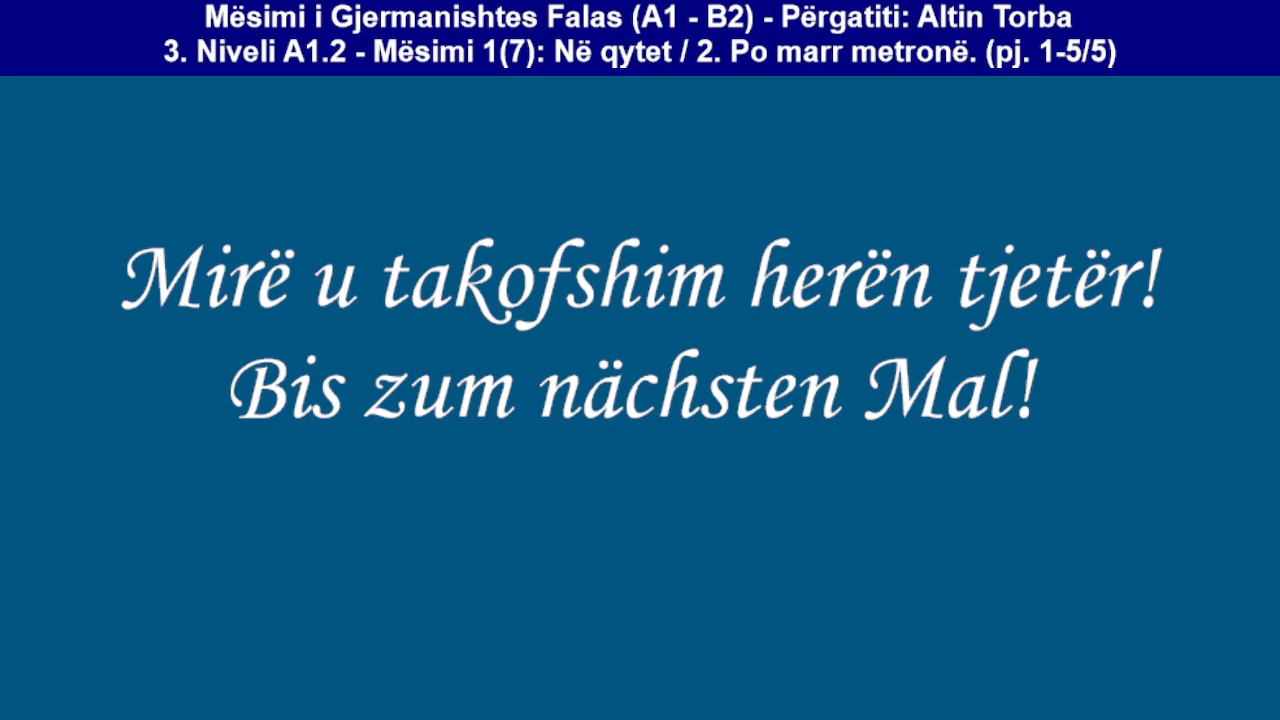 Mësimi i Gjermanishtes Falas (A1 - B2) - Përgatiti: Altin Torba
3. Niveli A1.2 - Mësimi 1(7): Në qytet / 2. Po marr metronë. (pj. 1-5/5)
Mirë u takofshim herën tjetër!
Bis zum nächsten Mal!